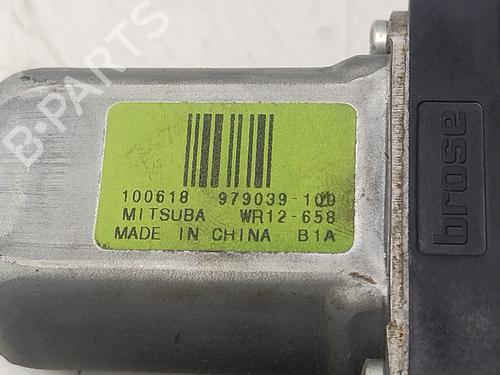 B-PARTS
100618 979039-100
MITSUBA WR12-658
MADE IN CHINA B1A
brose